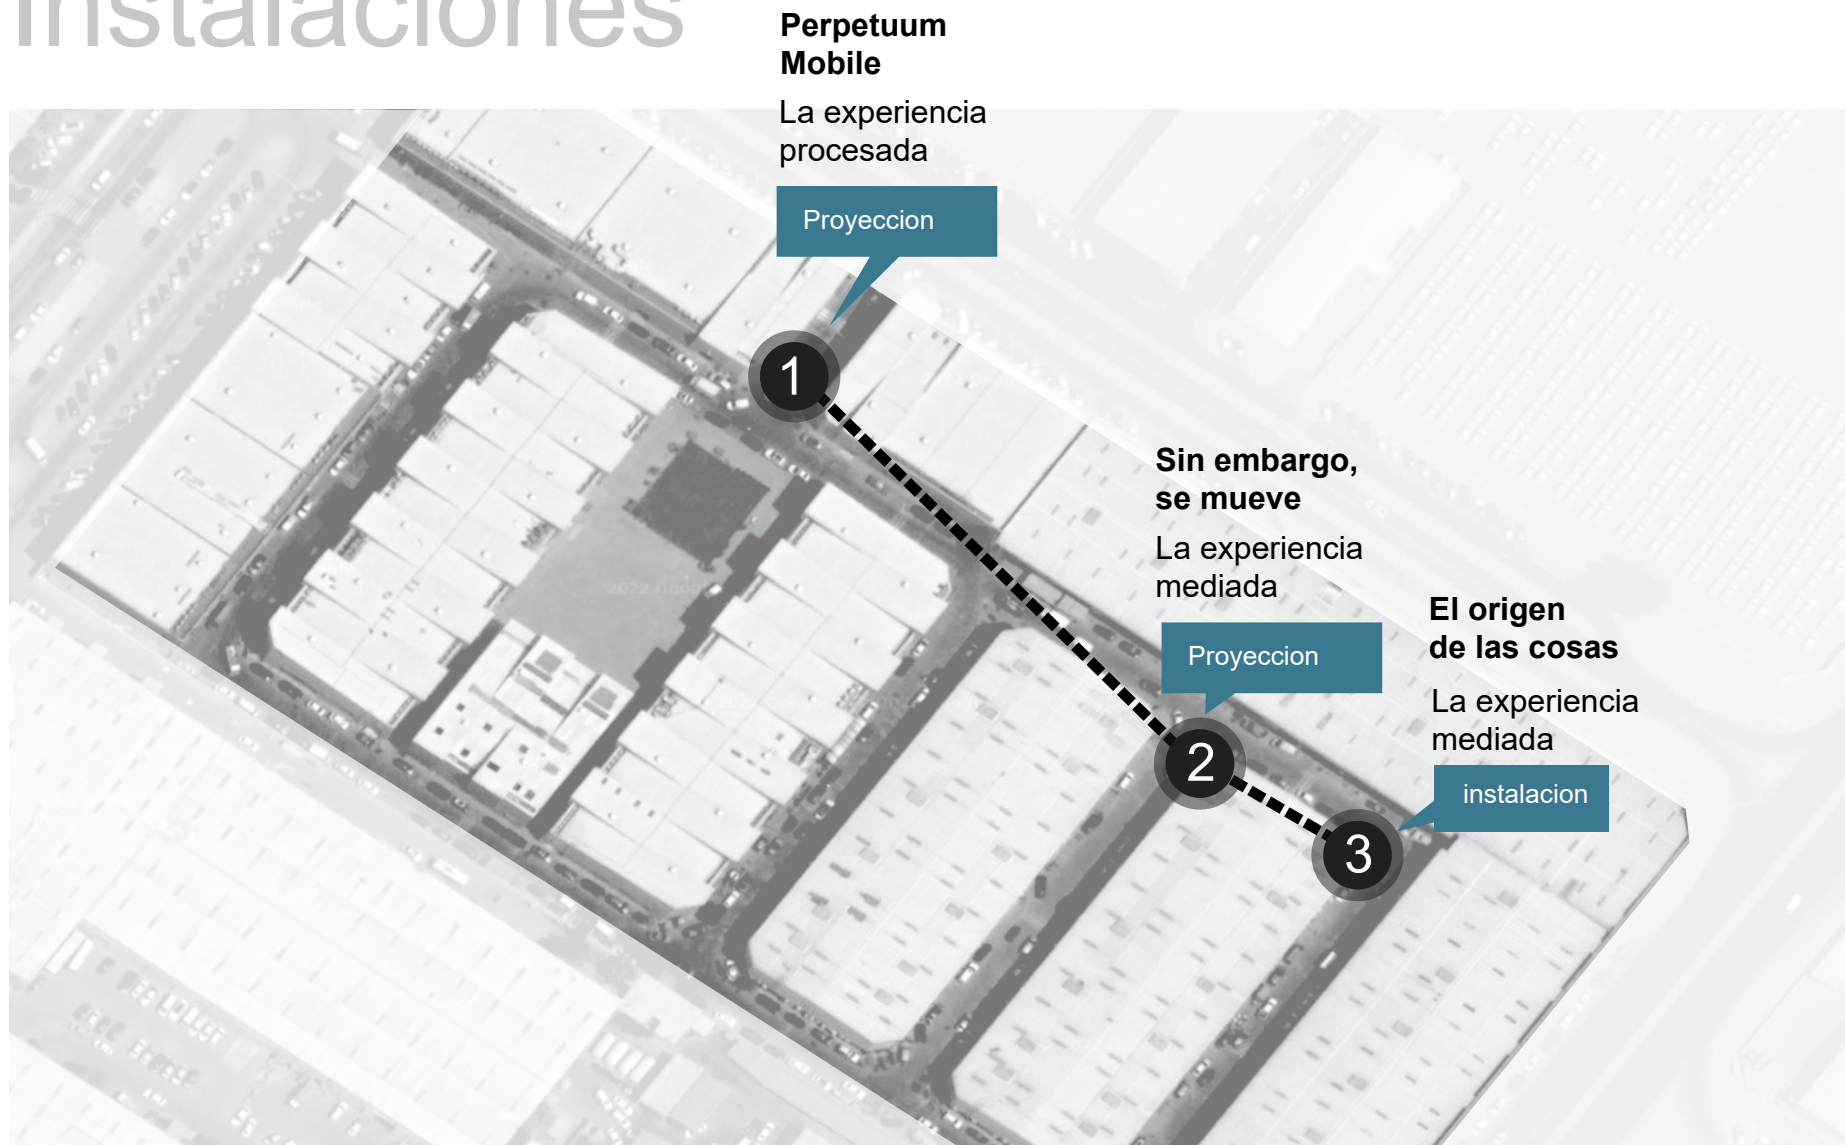 Instalaciones
Perpetuum
Mobile
La experiencia
procesada
Proyeccion
1
Sin embargo,
se mueve
La experiencia
mediada
Proyeccion
2
El origen
de las cosas
La experiencia
mediada
instalacion
3